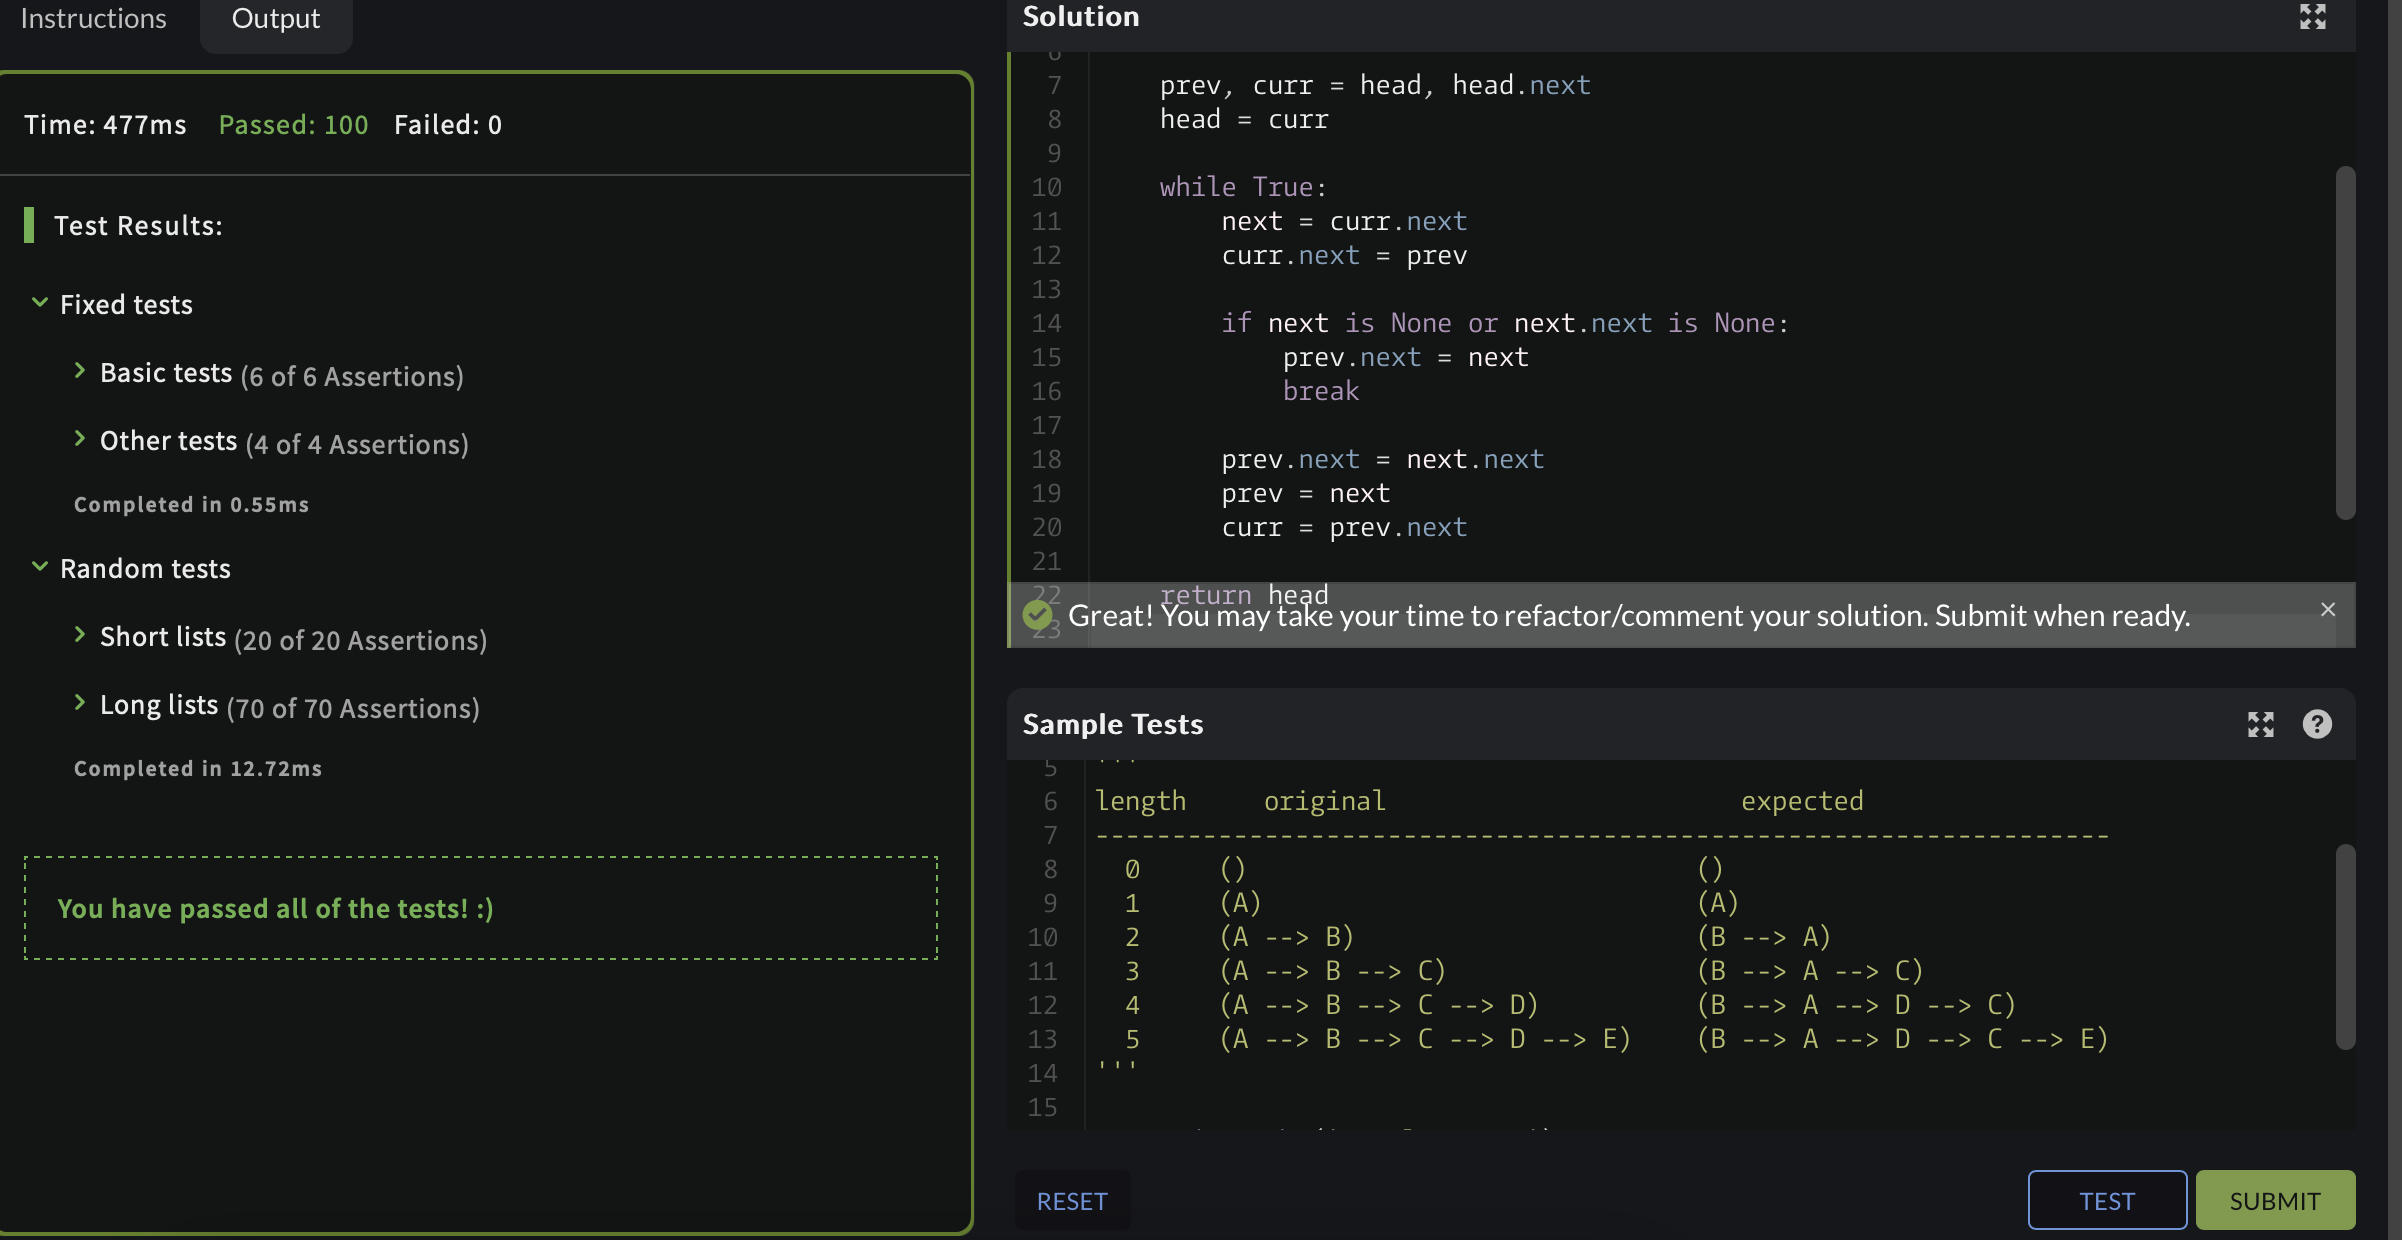 Instructions
Output
Time: 477ms Passed: 100 Failed: 0
Test Results:
Fixed tests
Basic tests (6 of 6 Assertions)
Other tests (4 of 4 Assertions)
Completed in 0.55ms
Random tests
Short lists (20 of 20 Assertions)
Long lists (70 of 70 Assertions)
Completed in 12.72ms
You have passed all of the tests! :)
Solution
6
7 prev, curr = head, head.next
8 head = curr
9
10 while True:
11 next = curr.next
12 curr.next = prev
13
14 if next is None or next.next is None:
15 prev.next = next
16 break
17
18 prev.next = next.next
19 prev = next
20 curr = prev.next
21
22 return head
23
Great! You may take your time to refactor/comment your solution. Submit when ready.
Sample Tests
5 '''
6 length original expected
7 ------------------------------------------------------------------
8 0 () ()
9 1 (A) (A)
10 2 (A --> B) (B --> A)
11 3 (A --> B --> C) (B --> A --> C)
12 4 (A --> B --> C --> D) (B --> A --> D --> C)
13 5 (A --> B --> C --> D --> E) (B --> A --> D --> C --> E)
14 '''
15
RESET
TEST
SUBMIT